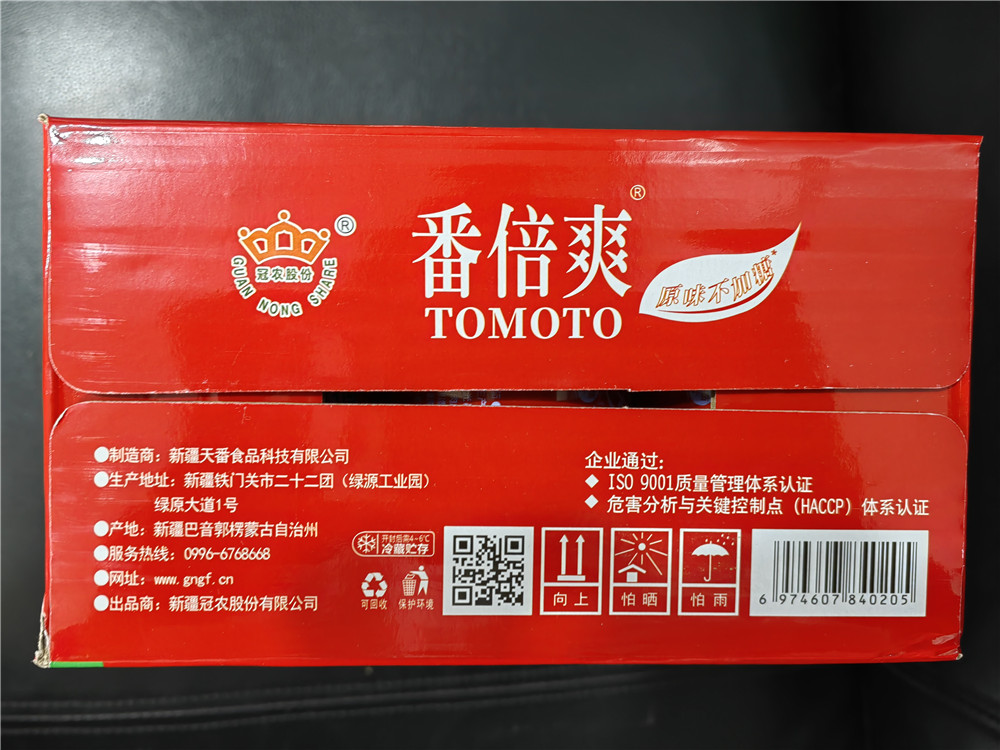 冠农股份
GUAN NONG SHARE
®
番倍爽®
TOMOTO
原味不加糖*
●制造商：新疆天番食品科技有限公司
●生产地址：新疆铁门关市二十二团（绿源工业园）
绿原大道1号
●产地：新疆巴音郭楞蒙古自治州
●服务热线：0996-6768668
●网址：www.gngf.cn
●出品商：新疆冠农股份有限公司
企业通过：
◆ ISO 9001质量管理体系认证
◆ 危害分析与关键控制点（HACCP）体系认证
开封后需4-6℃
冷藏贮存
可回收
保护环境
向上
怕晒
怕雨
6 974607 840205